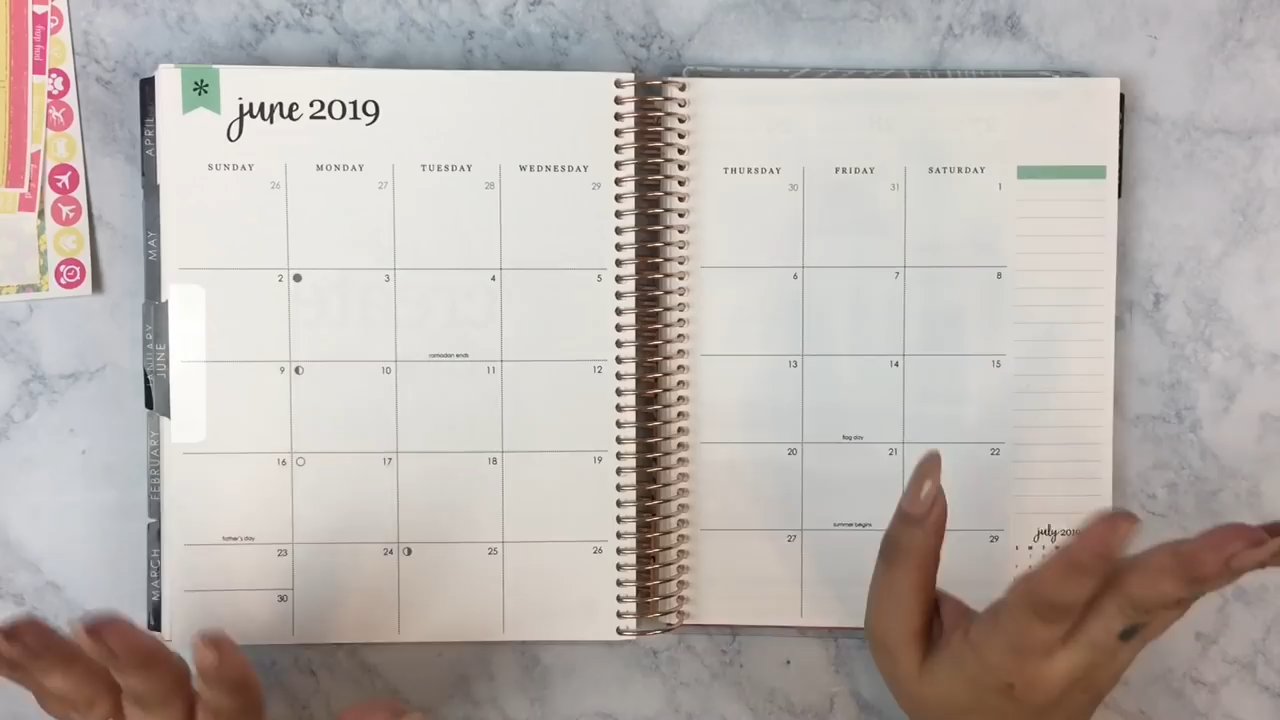 * june 2019
SUNDAY MONDAY TUESDAY WEDNESDAY THURSDAY FRIDAY SATURDAY
26 27 28 29 30 31 1
2 3 4 5 6 7 8
ramadan ends
9 10 11 12 13 14 15
flag day
16 17 18 19 20 21 22
father's day summer begins
23 24 25 26 27 29
30
july 2019
APRIL
MAY
JANUARY
JUNE
FEBRUARY
MARCH